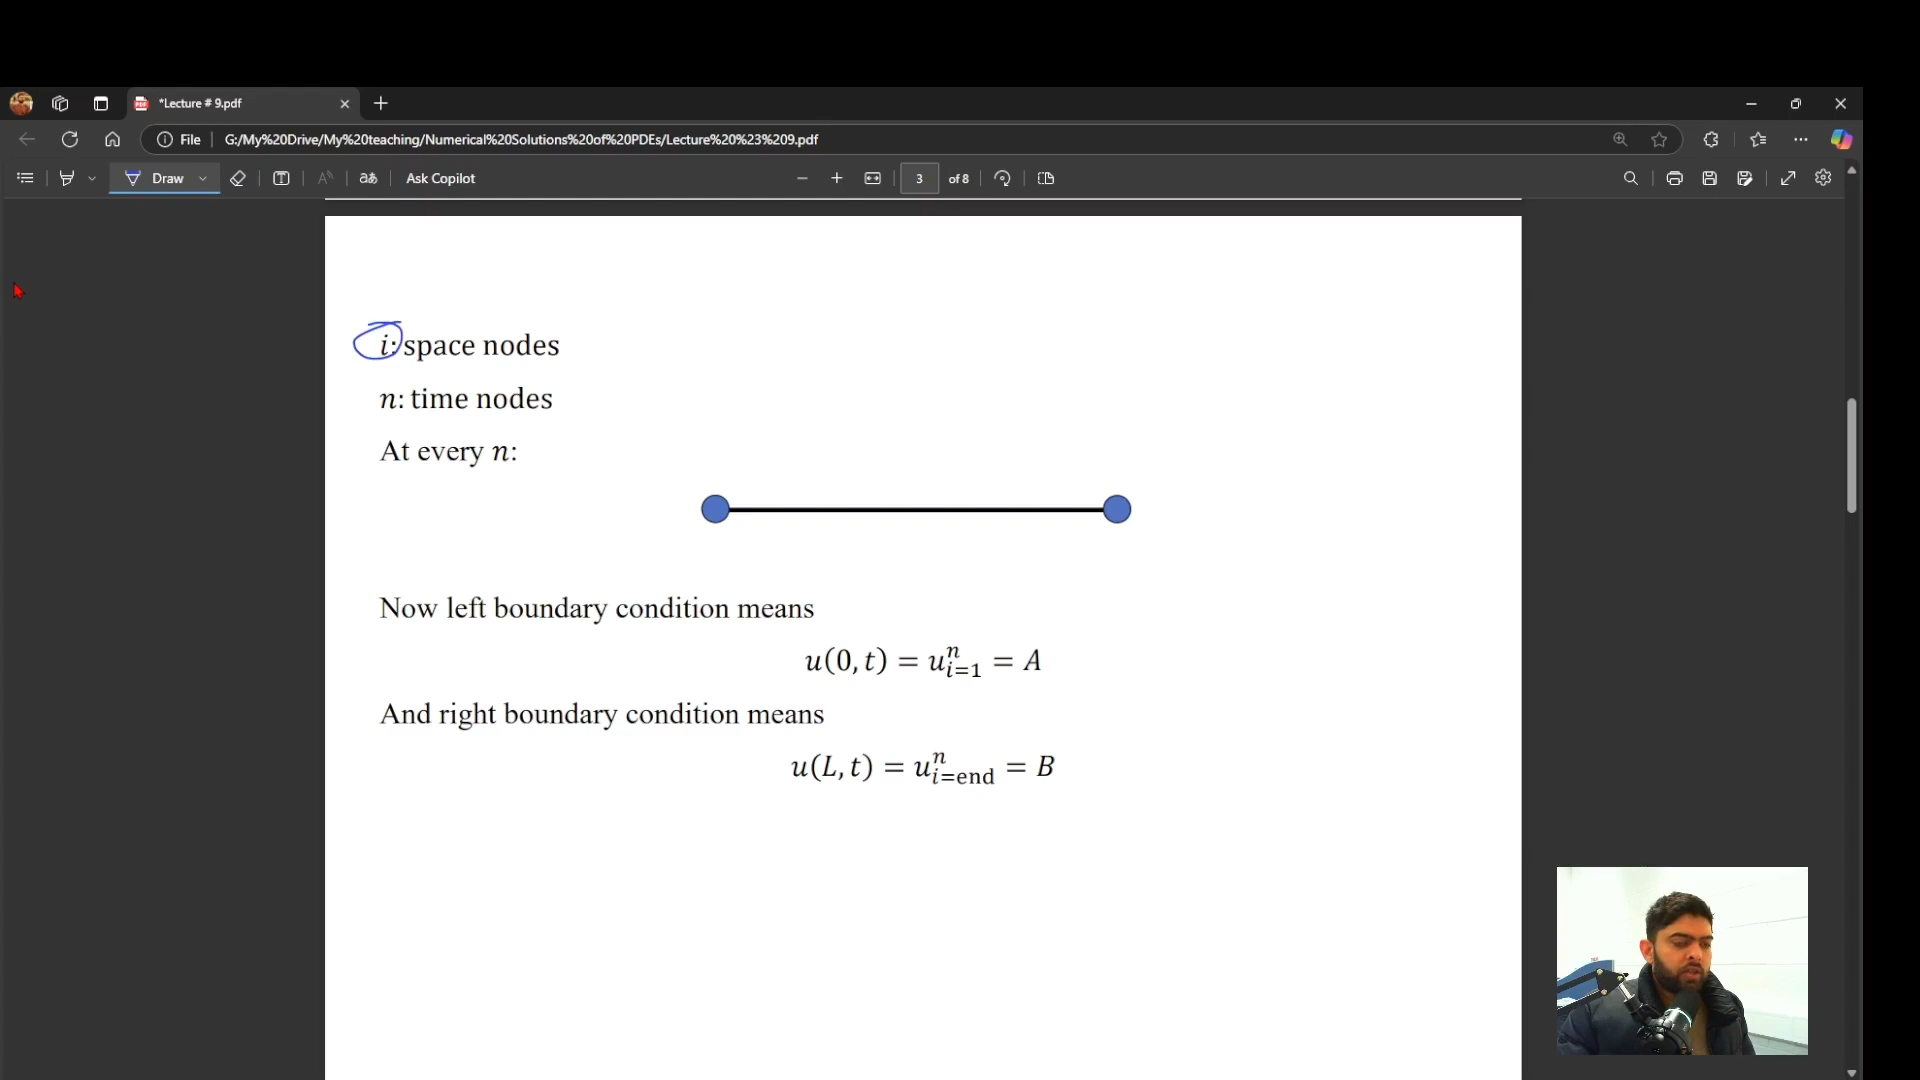 *Lecture # 9.pdf
File G:/My%20Drive/My%20teaching/Numerical%20Solutions%20of%20PDEs/Lecture%20%23%209.pdf
Draw aあ Ask Copilot 3 of 8
i: space nodes
n: time nodes
At every n:
Now left boundary condition means
u(0, t) = u^n_{i=1} = A
And right boundary condition means
u(L, t) = u^n_{i=end} = B